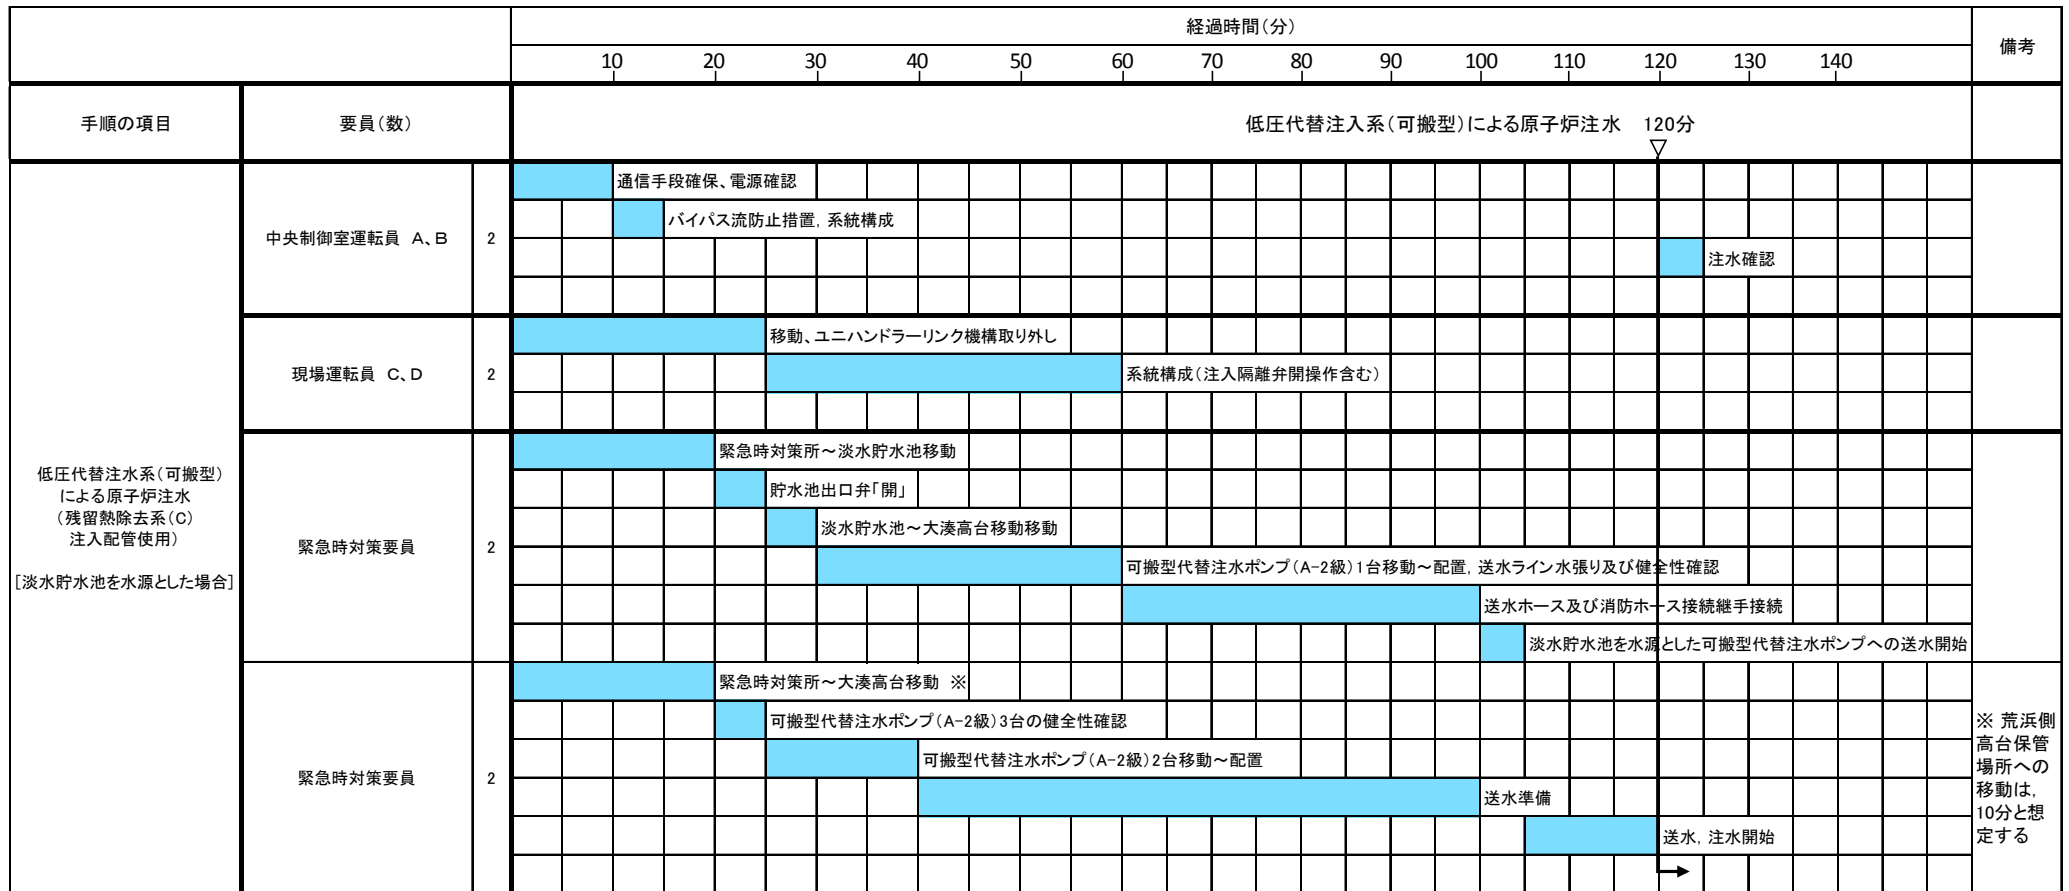 経過時間(分)
備考
10 20 30 40 50 60 70 80 90 100 110 120 130 140
手順の項目
要員(数)
低圧代替注入系(可搬型)による原子炉注水 120分
低圧代替注水系(可搬型)
による原子炉注水
(残留熱除去系(C)
注入配管使用)
[淡水貯水池を水源とした場合]
中央制御室運転員 A、B
2
通信手段確保、電源確認
バイパス流防止措置,系統構成
注水確認
現場運転員 C、D
2
移動、ユニハンドラーリンク機構取り外し
系統構成(注入隔離弁開操作含む)
緊急時対策要員
2
緊急時対策所~淡水貯水池移動
貯水池出口弁「開」
淡水貯水池~大湊高台移動移動
可搬型代替注水ポンプ(A-2級)1台移動~配置,送水ライン水張り及び健全性確認
送水ホース及び消防ホース接続継手接続
淡水貯水池を水源とした可搬型代替注水ポンプへの送水開始
緊急時対策要員
2
緊急時対策所~大湊高台移動 ※
可搬型代替注水ポンプ(A-2級)3台の健全性確認
可搬型代替注水ポンプ(A-2級)2台移動~配置
送水準備
送水,注水開始
※ 荒浜側
高台保管
場所への
移動は,
10分と想
定する